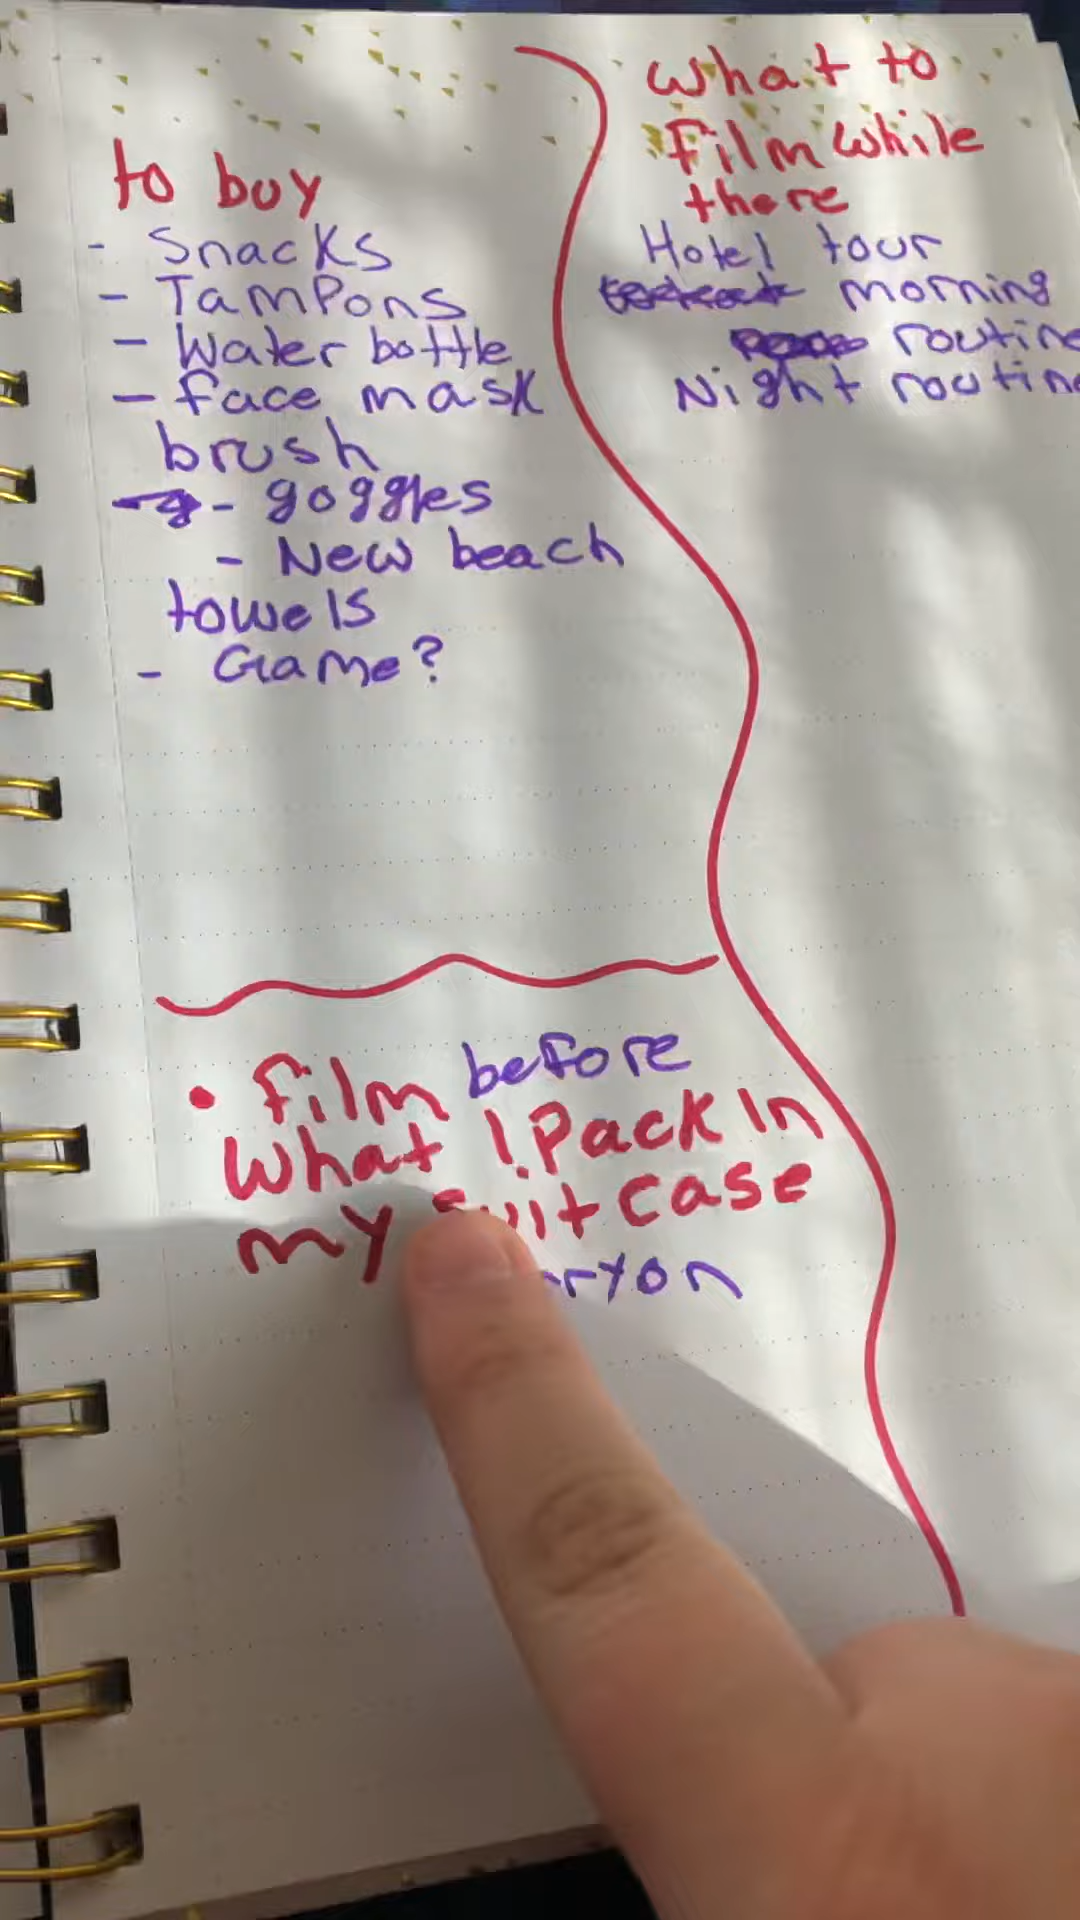 to buy
- Snacks
- Tampons
- Water bottle
- face mask
brush
- goggles
- New beach
towels
- Game?
What to
film while
there
Hotel tour
morning
routine
Night routine
• film before
What I Pack In
my suitcase